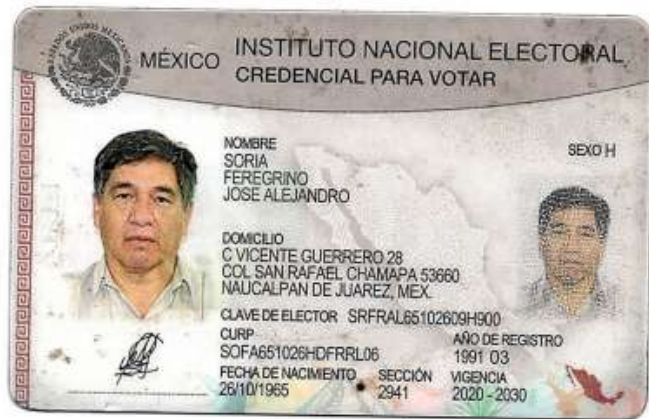 MÉXICO
INSTITUTO NACIONAL ELECTORAL
CREDENCIAL PARA VOTAR
NOMBRE
SORIA
FEREGRINO
JOSE ALEJANDRO
SEXO H
DOMICILIO
C VICENTE GUERRERO 28
COL SAN RAFAEL CHAMAPA 53660
NAUCALPAN DE JUAREZ, MEX.
CLAVE DE ELECTOR SRFRAL65102609H900
CURP
SOFA651026HDFRRL06
AÑO DE REGISTRO
1991 03
FECHA DE NACIMIENTO
26/10/1965
SECCIÓN
2941
VIGENCIA
2020 - 2030